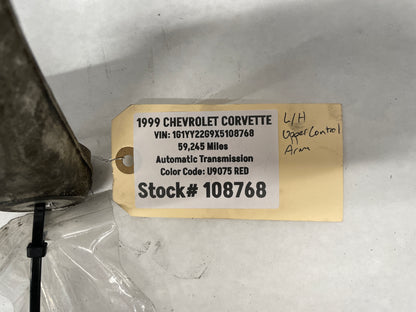 1999 CHEVROLET CORVETTE
VIN: 1G1YY22G9X5108768
59,245 Miles
Automatic Transmission
Color Code: U9075 RED
Stock# 108768
L/H
Upper Control
Arm